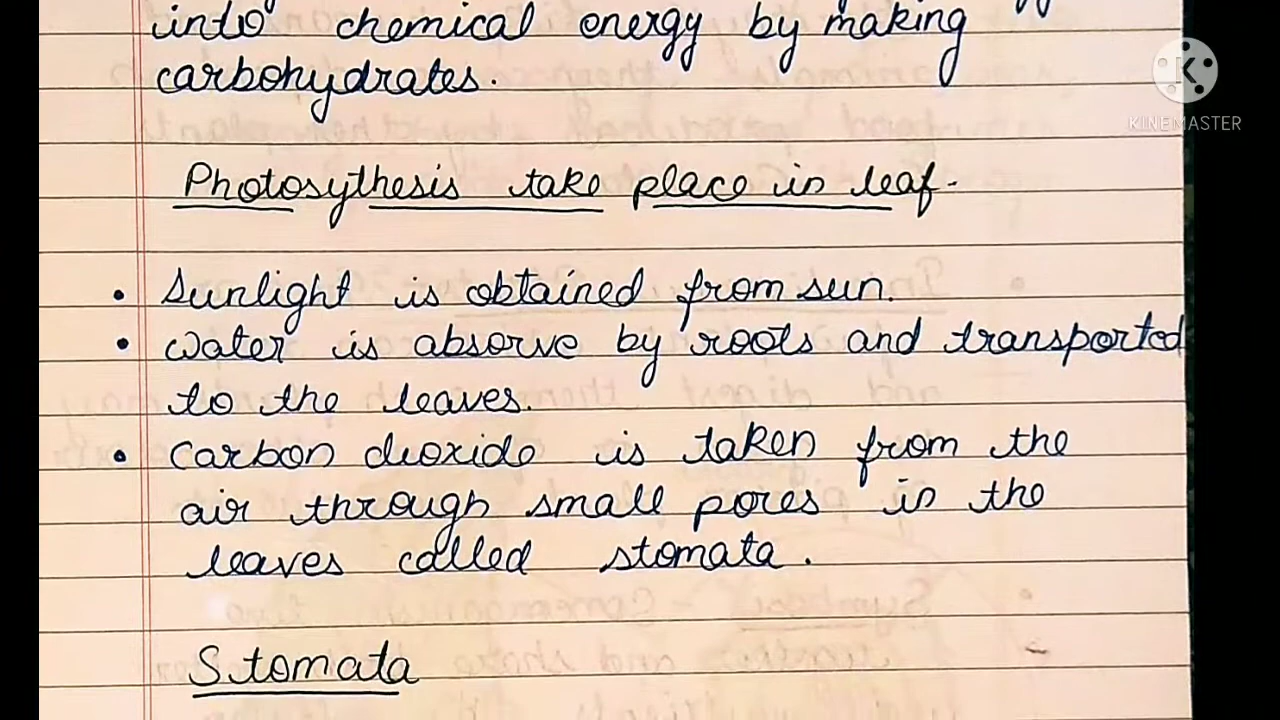 into chemical energy by making
carbohydrates.
KINEMASTER
Photosythesis take place in leaf-
• Sunlight is obtained from sun.
• Water is absorve by roots and transported
to the leaves.
• Carbon dioxide is taken from the
air through small pores in the
leaves called stomata.
Stomata